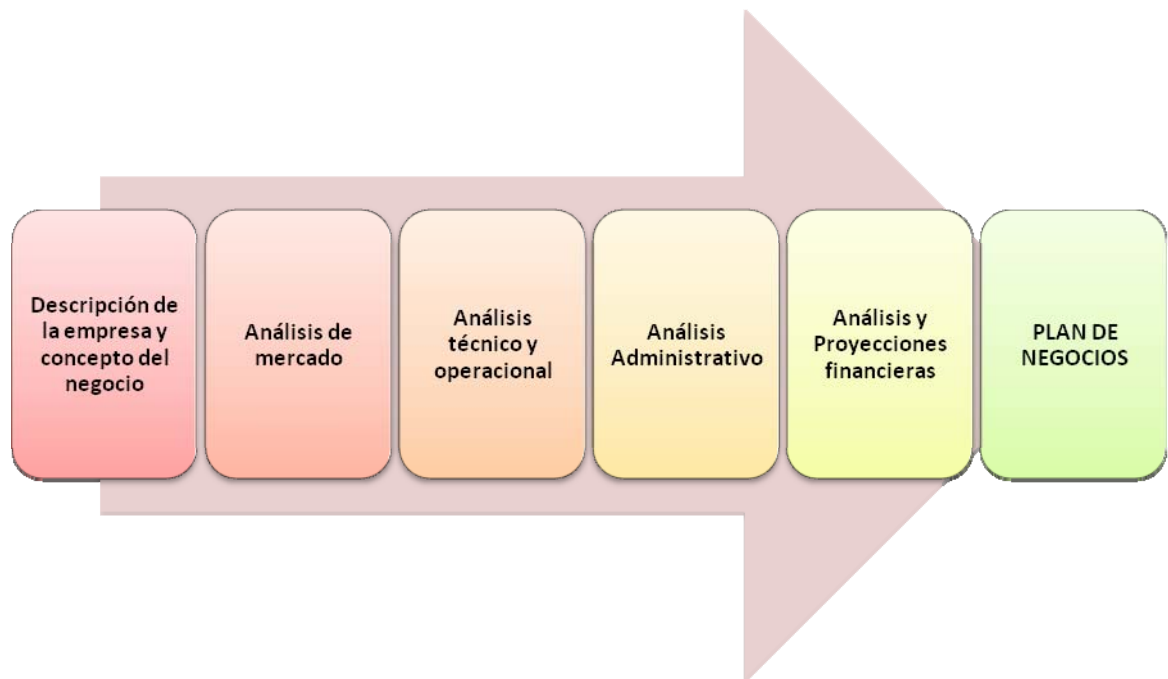 Descripción de
la empresa y
concepto del
negocio
Análisis de
mercado
Análisis
técnico y
operacional
Análisis
Administrativo
Análisis y
Proyecciones
financieras
PLAN DE
NEGOCIOS